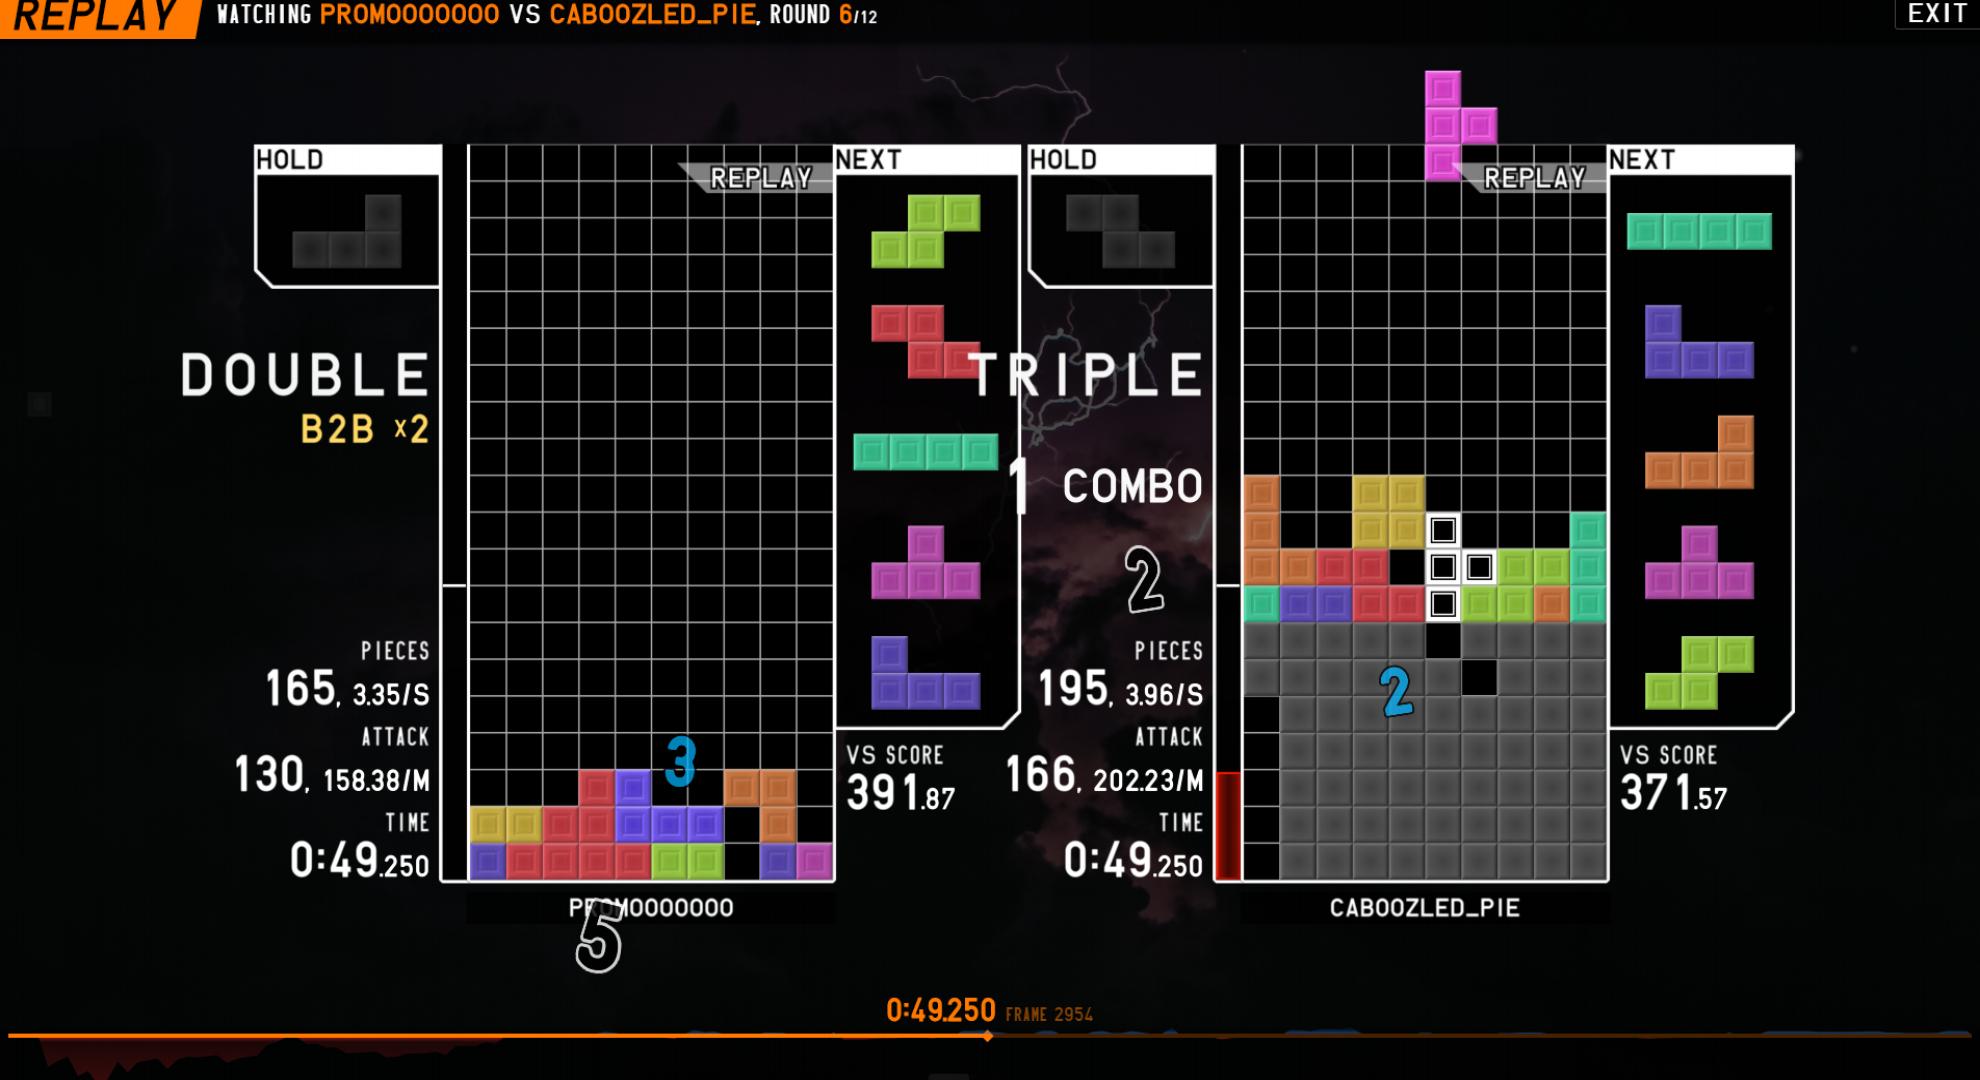 REPLAY WATCHING PROMOOOOOOO VS CABOOZLED_PIE, ROUND 6/12 EXIT
HOLD
REPLAY
NEXT
DOUBLE
B2B ×2
3
PIECES
165, 3.35/S
ATTACK
130, 158.38/M
TIME
0:49.250
VS SCORE
391.87
PROMOOOOOOO
5
HOLD
REPLAY
NEXT
TRIPLE
1 COMBO
2
2
PIECES
195, 3.96/S
ATTACK
166, 202.23/M
TIME
0:49.250
VS SCORE
371.57
CABOOZLED_PIE
0:49.250 FRAME 2954